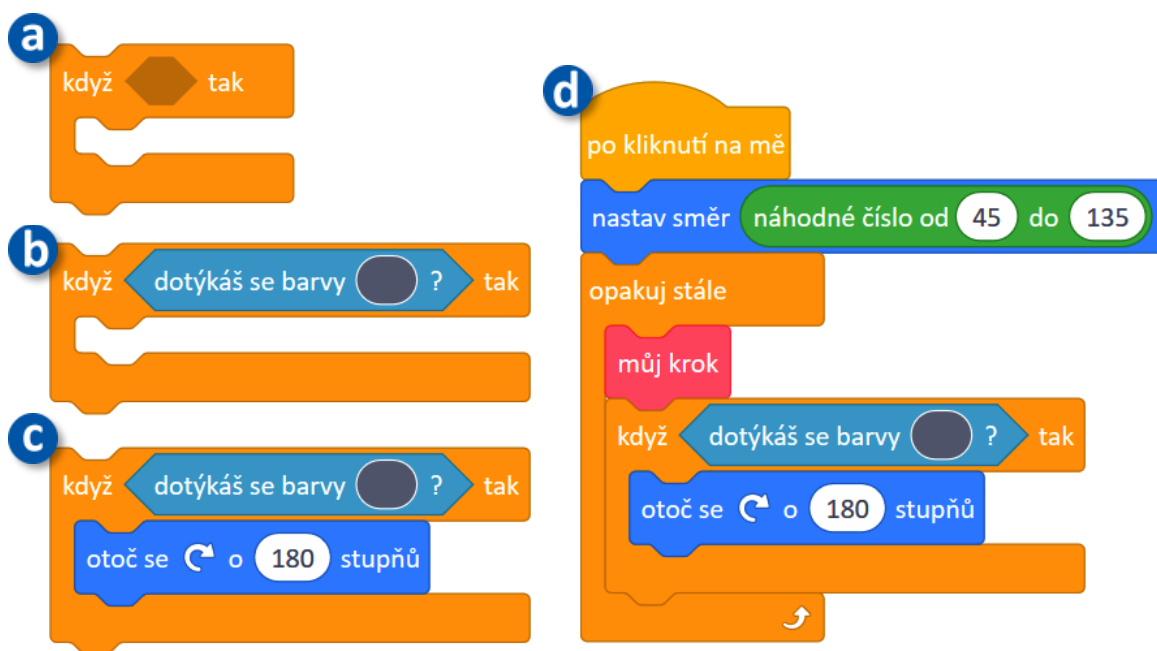 a
když tak
b
když dotýkáš se barvy ? tak
c
když dotýkáš se barvy ? tak
otoč se o 180 stupňů
d
po kliknutí na mě
nastav směr náhodné číslo od 45 do 135
opakuj stále
můj krok
když dotýkáš se barvy ? tak
otoč se o 180 stupňů